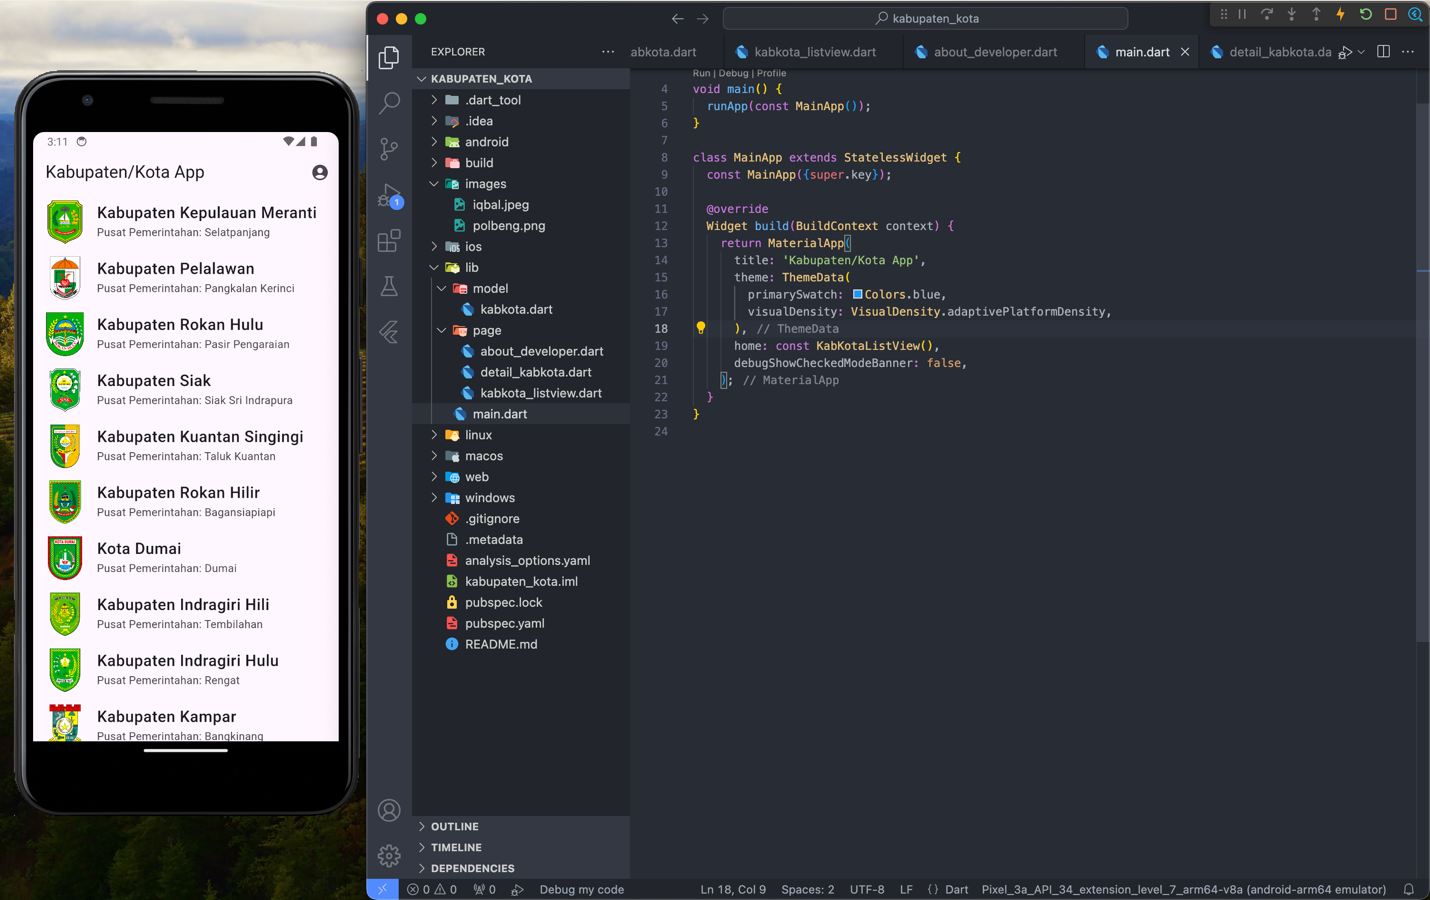 3:11
Kabupaten/Kota App
Kabupaten Kepulauan Meranti
Pusat Pemerintahan: Selatpanjang
Kabupaten Pelalawan
Pusat Pemerintahan: Pangkalan Kerinci
Kabupaten Rokan Hulu
Pusat Pemerintahan: Pasir Pengaraian
Kabupaten Siak
Pusat Pemerintahan: Siak Sri Indrapura
Kabupaten Kuantan Singingi
Pusat Pemerintahan: Taluk Kuantan
Kabupaten Rokan Hilir
Pusat Pemerintahan: Bagansiapiapi
Kota Dumai
Pusat Pemerintahan: Dumai
Kabupaten Indragiri Hili
Pusat Pemerintahan: Tembilahan
Kabupaten Indragiri Hulu
Pusat Pemerintahan: Rengat
Kabupaten Kampar
Pusat Pemerintahan: Bangkinang
kabupaten_kota
EXPLORER
KABUPATEN_KOTA
.dart_tool
.idea
android
build
images
iqbal.jpeg
polbeng.png
ios
lib
model
kabkota.dart
page
about_developer.dart
detail_kabkota.dart
kabkota_listview.dart
main.dart
linux
macos
web
windows
.gitignore
.metadata
analysis_options.yaml
kabupaten_kota.iml
pubspec.lock
pubspec.yaml
README.md
OUTLINE
TIMELINE
DEPENDENCIES
1
abkota.dart kabkota_listview.dart about_developer.dart main.dart detail_kabkota.da
Run | Debug | Profile
4 void main() {
5 runApp(const MainApp());
6 }
7
8 class MainApp extends StatelessWidget {
9 const MainApp({super.key});
10
11 @override
12 Widget build(BuildContext context) {
13 return MaterialApp(
14 title: 'Kabupaten/Kota App',
15 theme: ThemeData(
16 primarySwatch: Colors.blue,
17 visualDensity: VisualDensity.adaptivePlatformDensity,
18 ), // ThemeData
19 home: const KabKotaListView(),
20 debugShowCheckedModeBanner: false,
21 ); // MaterialApp
22 }
23 }
24
0 0 0 Debug my code Ln 18, Col 9 Spaces: 2 UTF-8 LF {} Dart Pixel_3a_API_34_extension_level_7_arm64-v8a (android-arm64 emulator)